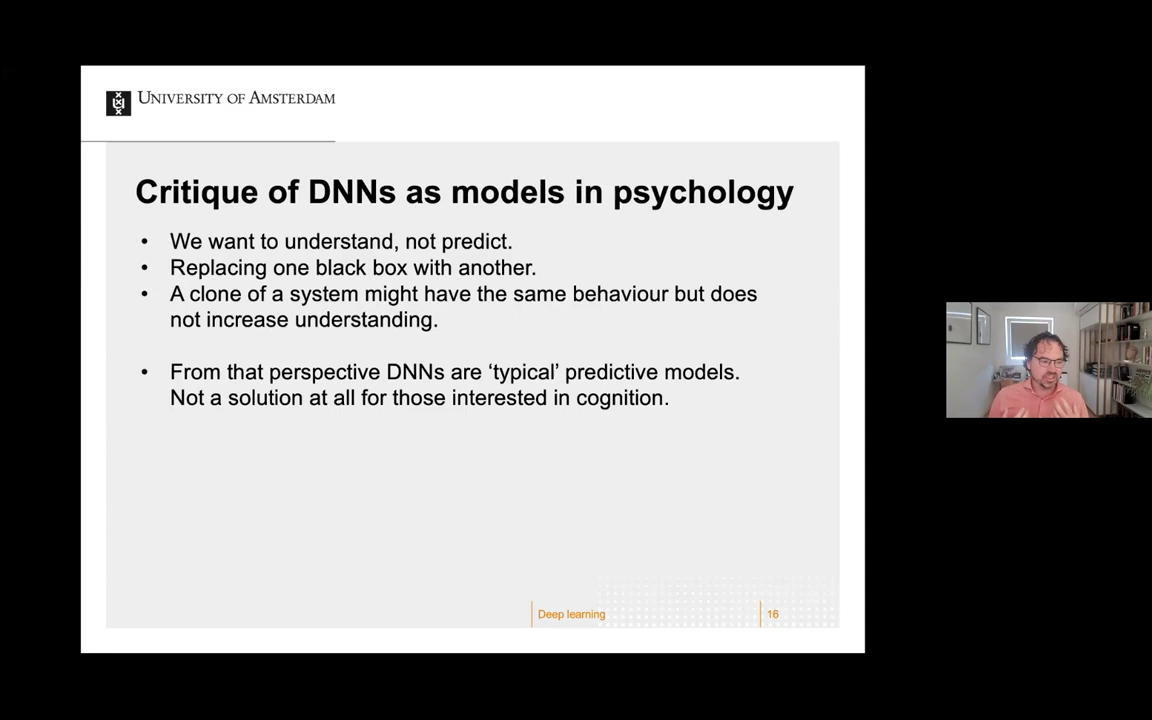 UNIVERSITY OF AMSTERDAM
Critique of DNNs as models in psychology
• We want to understand, not predict.
• Replacing one black box with another.
• A clone of a system might have the same behaviour but does
not increase understanding.
• From that perspective DNNs are ‘typical’ predictive models.
Not a solution at all for those interested in cognition.
Deep learning
16